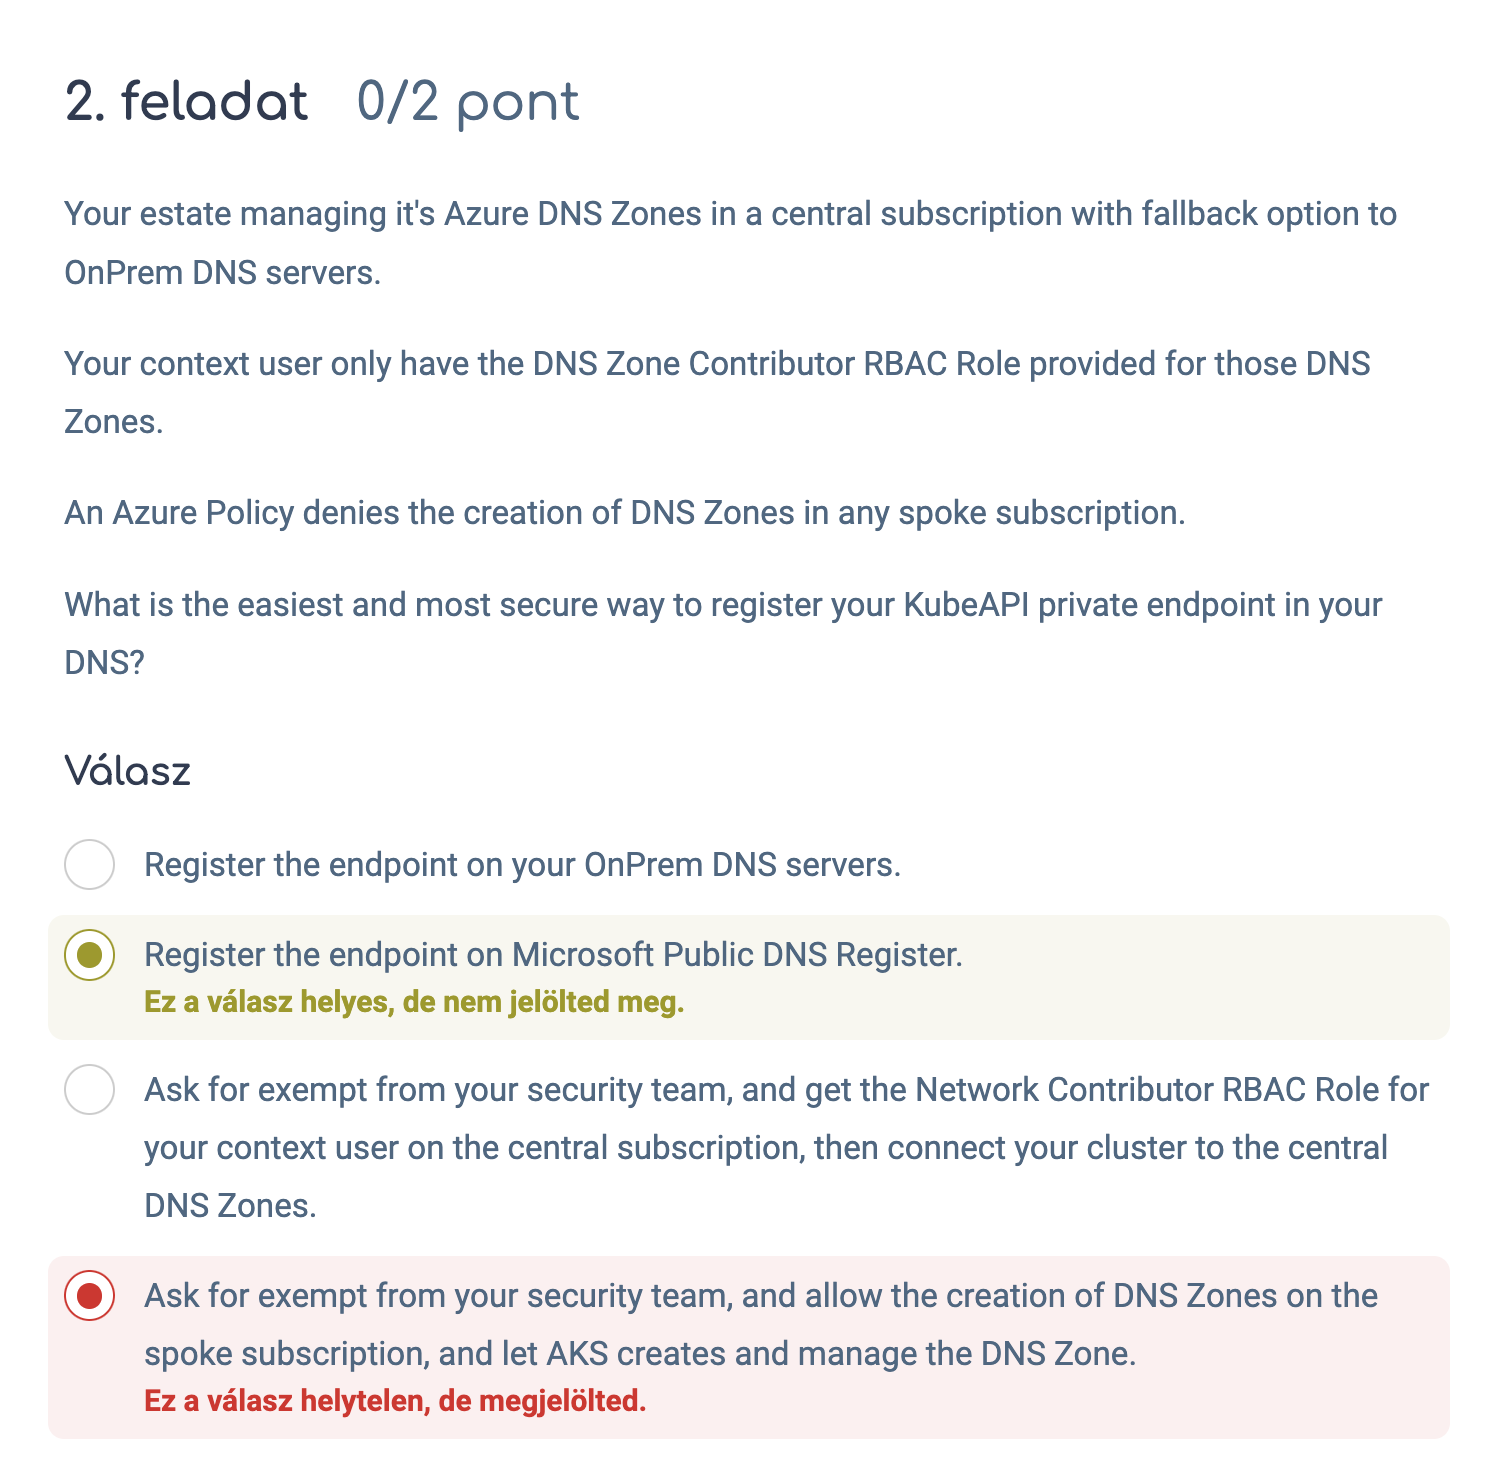 2. feladat 0/2 pont
Your estate managing it's Azure DNS Zones in a central subscription with fallback option to
OnPrem DNS servers.
Your context user only have the DNS Zone Contributor RBAC Role provided for those DNS
Zones.
An Azure Policy denies the creation of DNS Zones in any spoke subscription.
What is the easiest and most secure way to register your KubeAPI private endpoint in your
DNS?
Válasz
Register the endpoint on your OnPrem DNS servers.
Register the endpoint on Microsoft Public DNS Register.
Ez a válasz helyes, de nem jelölted meg.
Ask for exempt from your security team, and get the Network Contributor RBAC Role for
your context user on the central subscription, then connect your cluster to the central
DNS Zones.
Ask for exempt from your security team, and allow the creation of DNS Zones on the
spoke subscription, and let AKS creates and manage the DNS Zone.
Ez a válasz helytelen, de megjelölted.